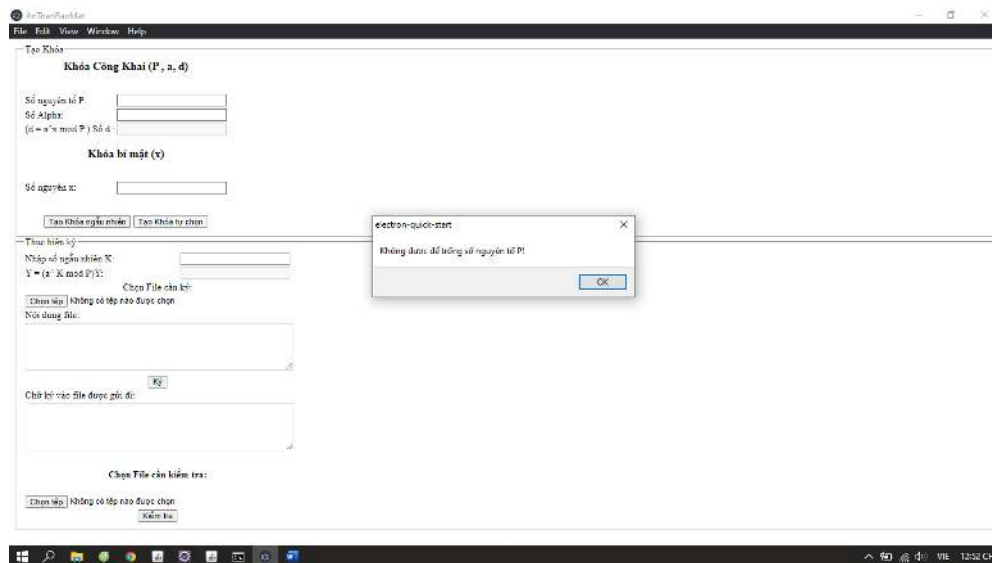 AnToanBaoMat
File Edit View Window Help
Tạo Khóa
Khóa Công Khai (P , a, d)
Số nguyên tố P:
Số Alpha:
(d = a^x mod P ) Số d :
Khóa bí mật (x)
Số nguyên x:
Tạo Khóa ngẫu nhiên Tạo Khóa tự chọn
electron-quick-start
Không được để trống số nguyên tố P!
OK
Thực hiện ký
Nhập số ngẫu nhiên K:
Y = (a^ K mod P)Y:
Chọn File cần ký:
Chọn tệp Không có tệp nào được chọn
Nội dung file:
Ký
Chữ ký vào file được gửi đi:
Chọn File cần kiểm tra:
Chọn tệp Không có tệp nào được chọn
Kiểm tra
VIE 12:52 CH